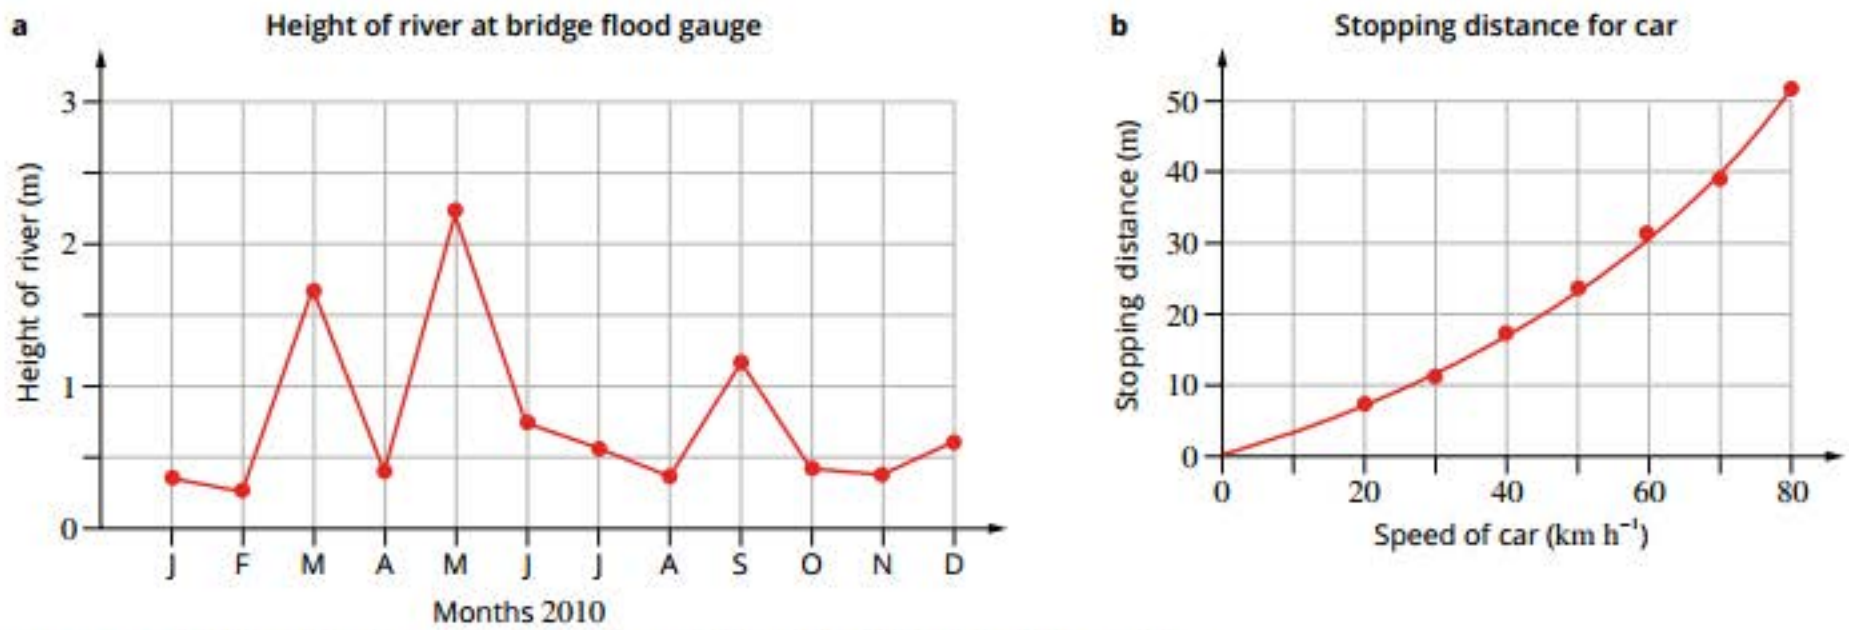 a
Height of river at bridge flood gauge
Height of river (m)
3
2
1
0
J F M A M J J A S O N D
Months 2010
b
Stopping distance for car
Stopping distance (m)
50
40
30
20
10
0
0 20 40 60 80
Speed of car (km h⁻¹)